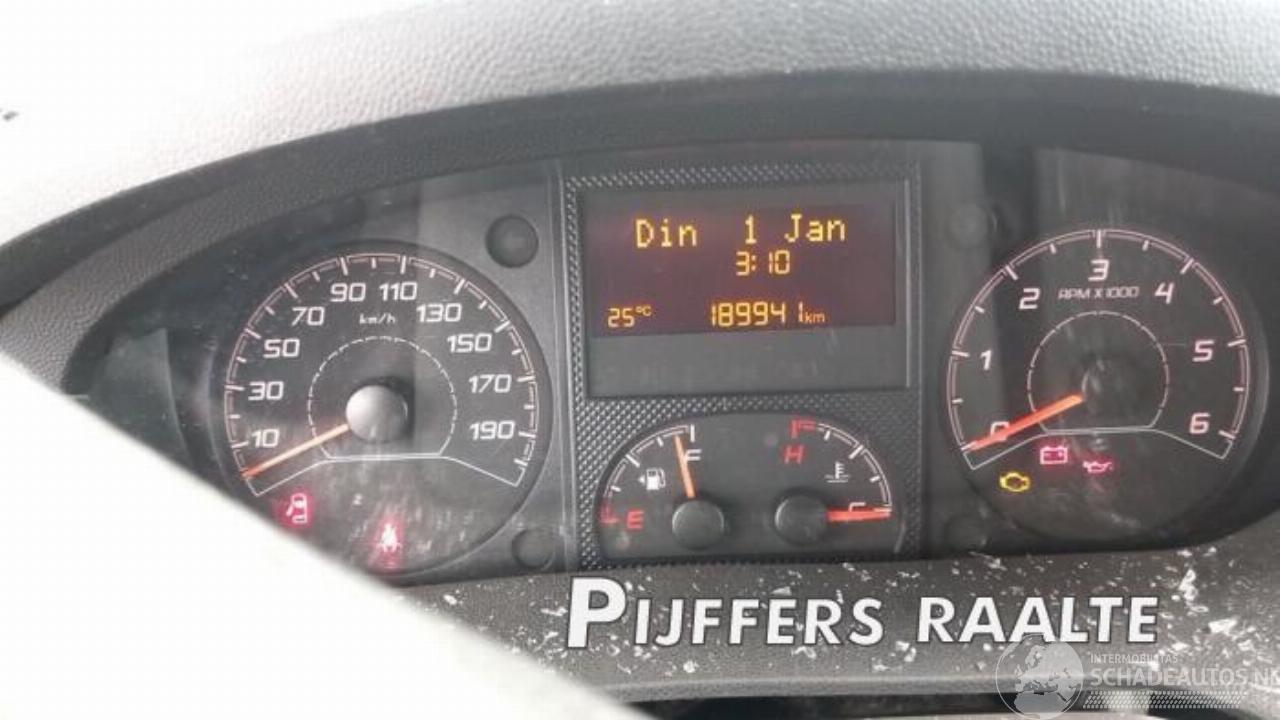 Din 1 Jan
3:10
25°C 189941 km
10 30 50 70 90 110 130 150 170 190
km/h
0 1 2 3 4 5 6
RPM X 1000
E F
H C
PIJFFERS RAALTE
INTERMOBILITAS
SCHADEAUTOS.NL